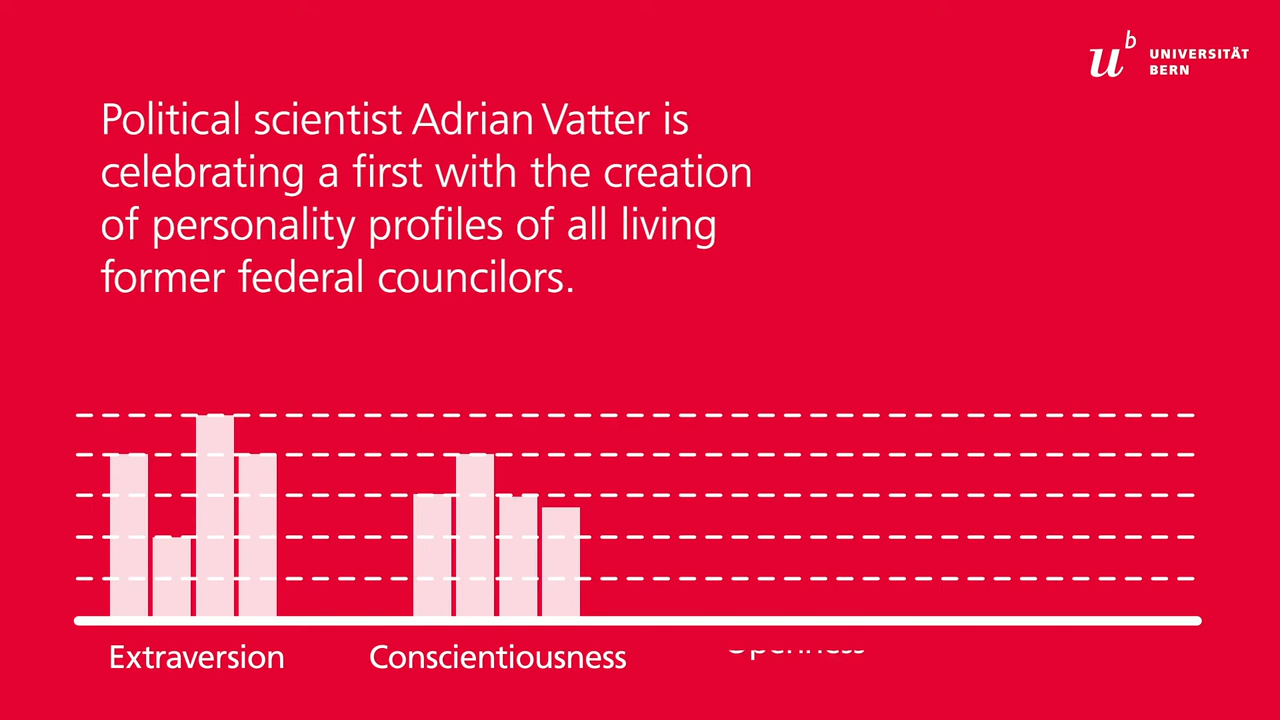 u b UNIVERSITÄT
BERN
Political scientist Adrian Vatter is
celebrating a first with the creation
of personality profiles of all living
former federal councilors.
Extraversion Conscientiousness Openness